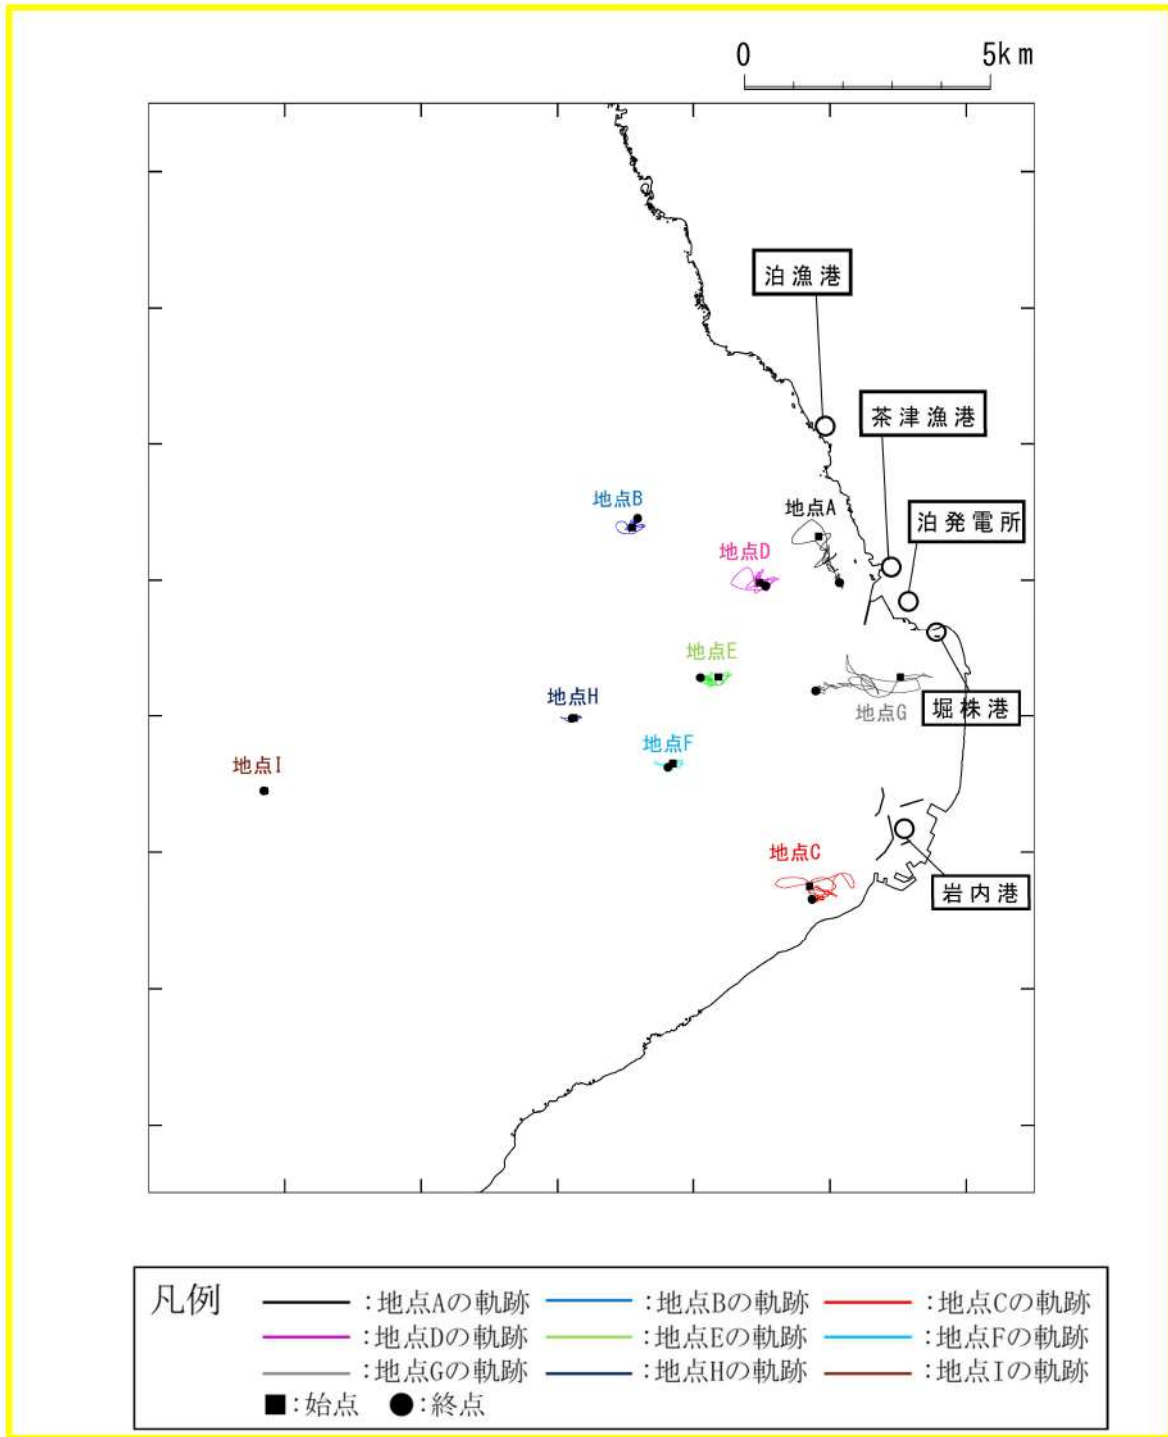 0 5km
泊漁港
茶津漁港
地点B
地点A
泊発電所
地点D
地点E
地点H
地点G
堀株港
地点F
地点I
地点C
岩内港
凡例 :地点Aの軌跡 :地点Bの軌跡 :地点Cの軌跡
:地点Dの軌跡 :地点Eの軌跡 :地点Fの軌跡
:地点Gの軌跡 :地点Hの軌跡 :地点Iの軌跡
■:始点 ●:終点